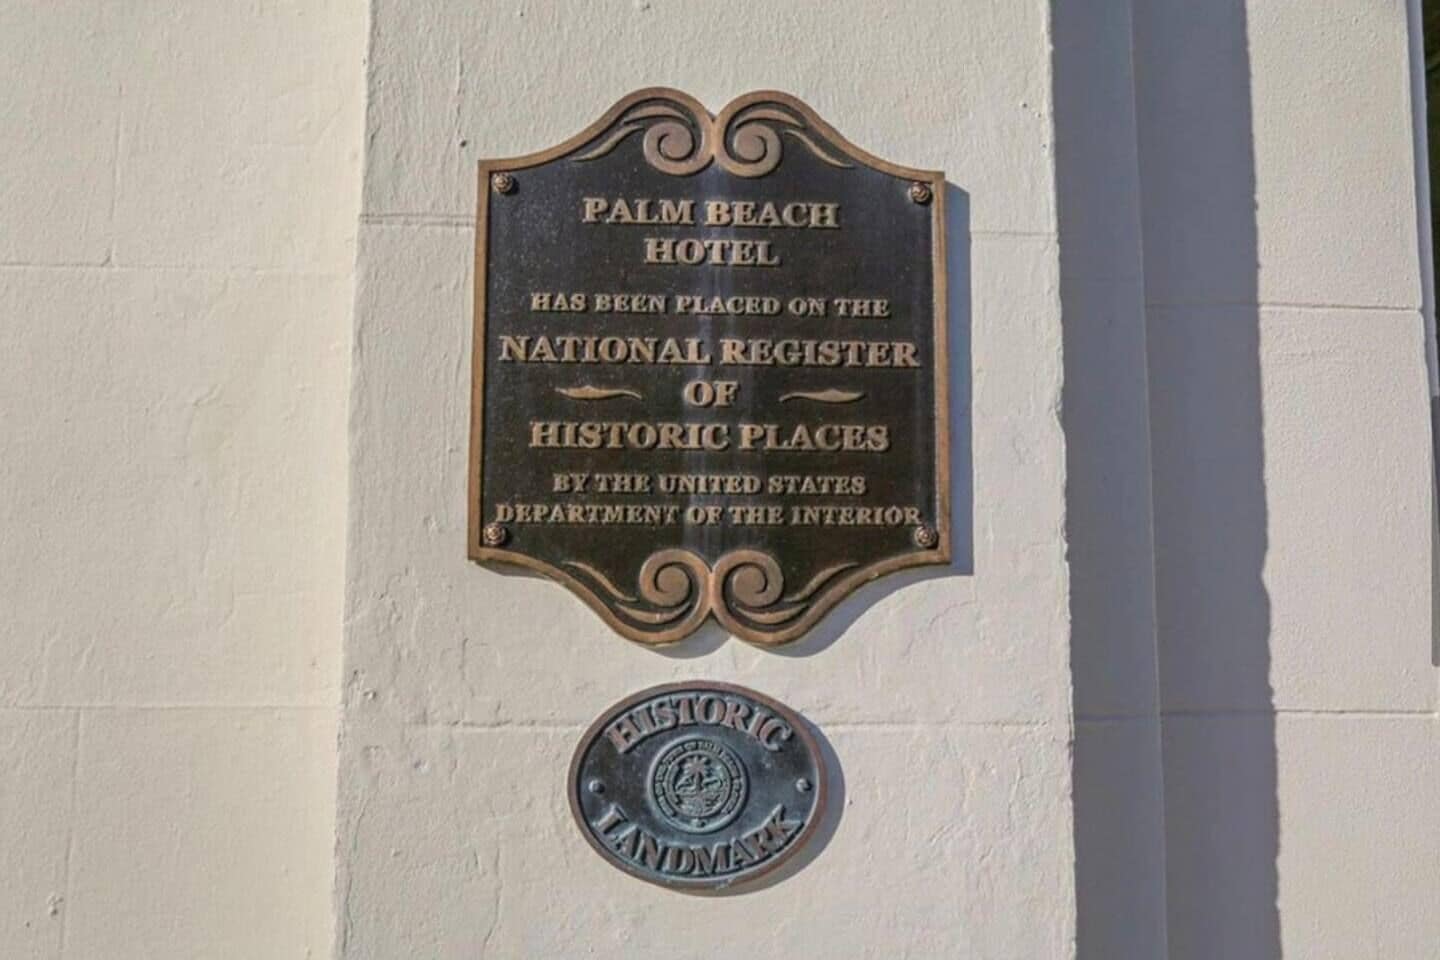 PALM BEACH
HOTEL
HAS BEEN PLACED ON THE
NATIONAL REGISTER
OF
HISTORIC PLACES
BY THE UNITED STATES
DEPARTMENT OF THE INTERIOR
HISTORIC
LANDMARK